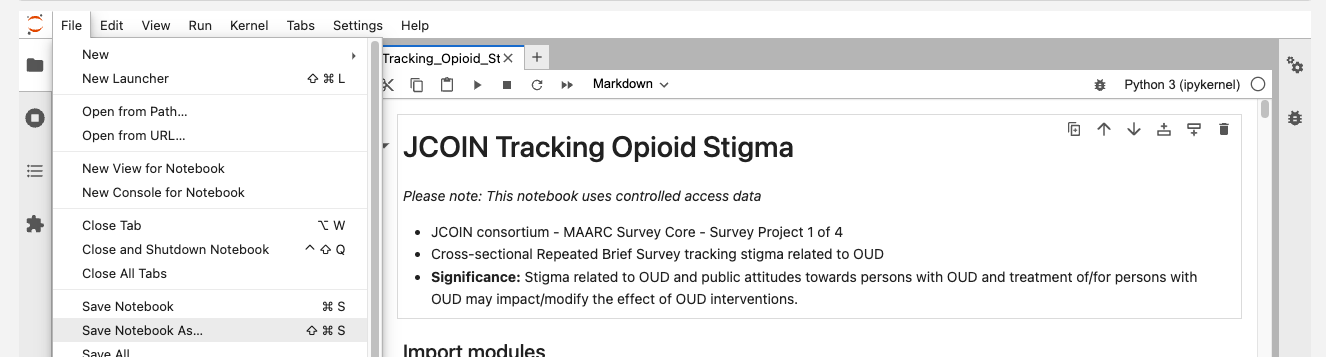 File Edit View Run Kernel Tabs Settings Help
New
New Launcher ⇧ ⌘ L
Open from Path...
Open from URL...
New View for Notebook
New Console for Notebook
Close Tab ⌥ W
Close and Shutdown Notebook ^ ⇧ Q
Close All Tabs
Save Notebook ⌘ S
Save Notebook As... ⇧ ⌘ S
Save All
Tracking_Opioid_St
Markdown
Python 3 (ipykernel)
JCOIN Tracking Opioid Stigma
Please note: This notebook uses controlled access data
• JCOIN consortium - MAARC Survey Core - Survey Project 1 of 4
• Cross-sectional Repeated Brief Survey tracking stigma related to OUD
• Significance: Stigma related to OUD and public attitudes towards persons with OUD and treatment of/for persons with
OUD may impact/modify the effect of OUD interventions.
Import modules